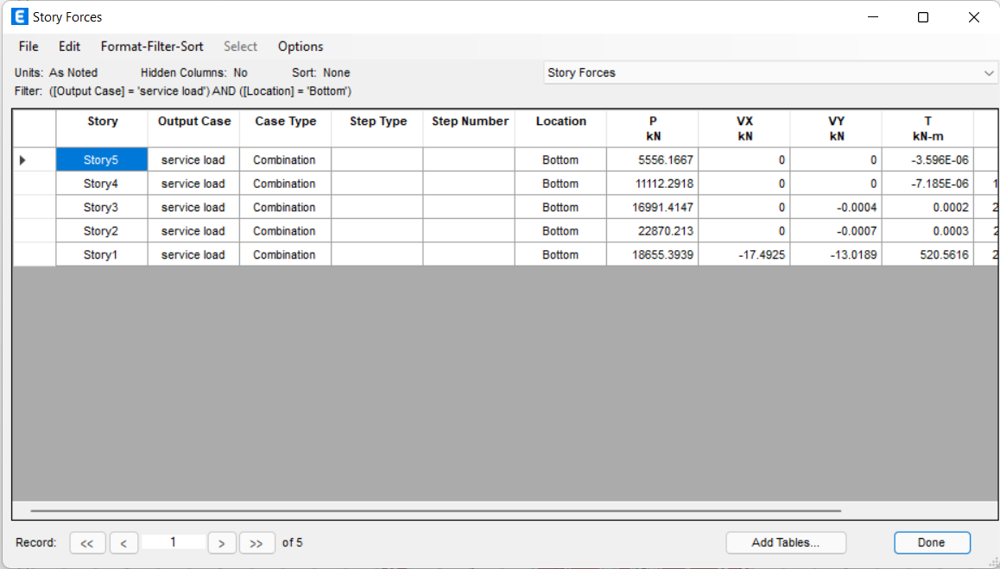 E Story Forces
File Edit Format-Filter-Sort Select Options
Units: As Noted Hidden Columns: No Sort: None Story Forces
Filter: ([Output Case] = 'service load') AND ([Location] = 'Bottom')
Story Output Case Case Type Step Type Step Number Location P VX VY T
kN kN kN kN-m
Story5 service load Combination Bottom 5556.1667 0 0 -3.596E-06
Story4 service load Combination Bottom 11112.2918 0 0 -7.185E-06 1
Story3 service load Combination Bottom 16991.4147 0 -0.0004 0.0002 2
Story2 service load Combination Bottom 22870.213 0 -0.0007 0.0003 2
Story1 service load Combination Bottom 18655.3939 -17.4925 -13.0189 520.5616 2
Record: << < 1 > >> of 5 Add Tables... Done